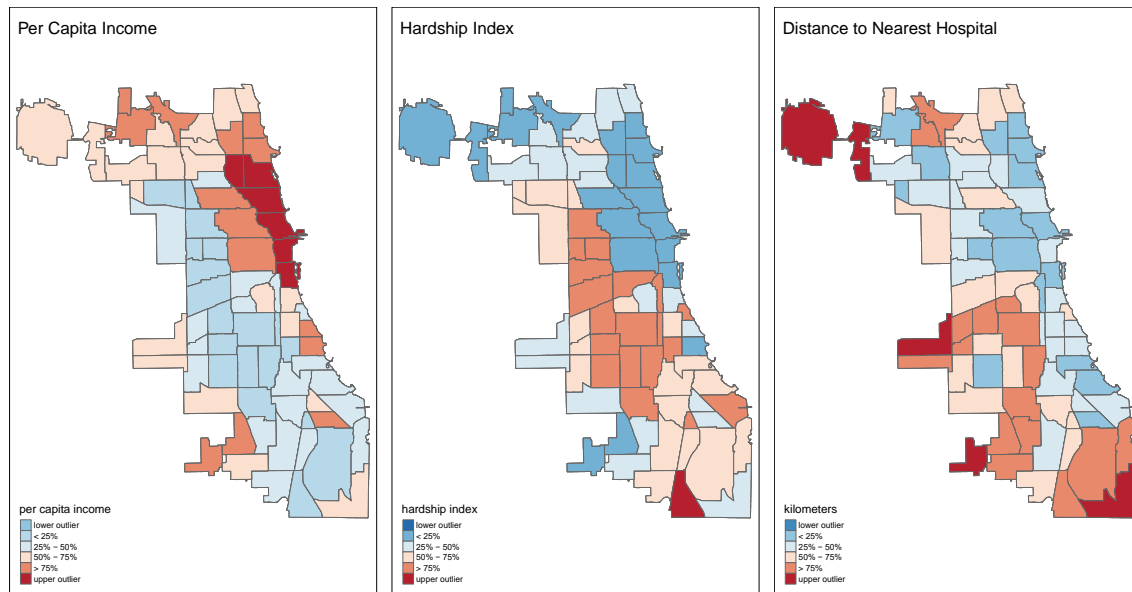 Per Capita Income
per capita income
lower outlier
< 25%
25% − 50%
50% − 75%
> 75%
upper outlier
Hardship Index
hardship index
lower outlier
< 25%
25% − 50%
50% − 75%
> 75%
upper outlier
Distance to Nearest Hospital
kilometers
lower outlier
< 25%
25% − 50%
50% − 75%
> 75%
upper outlier